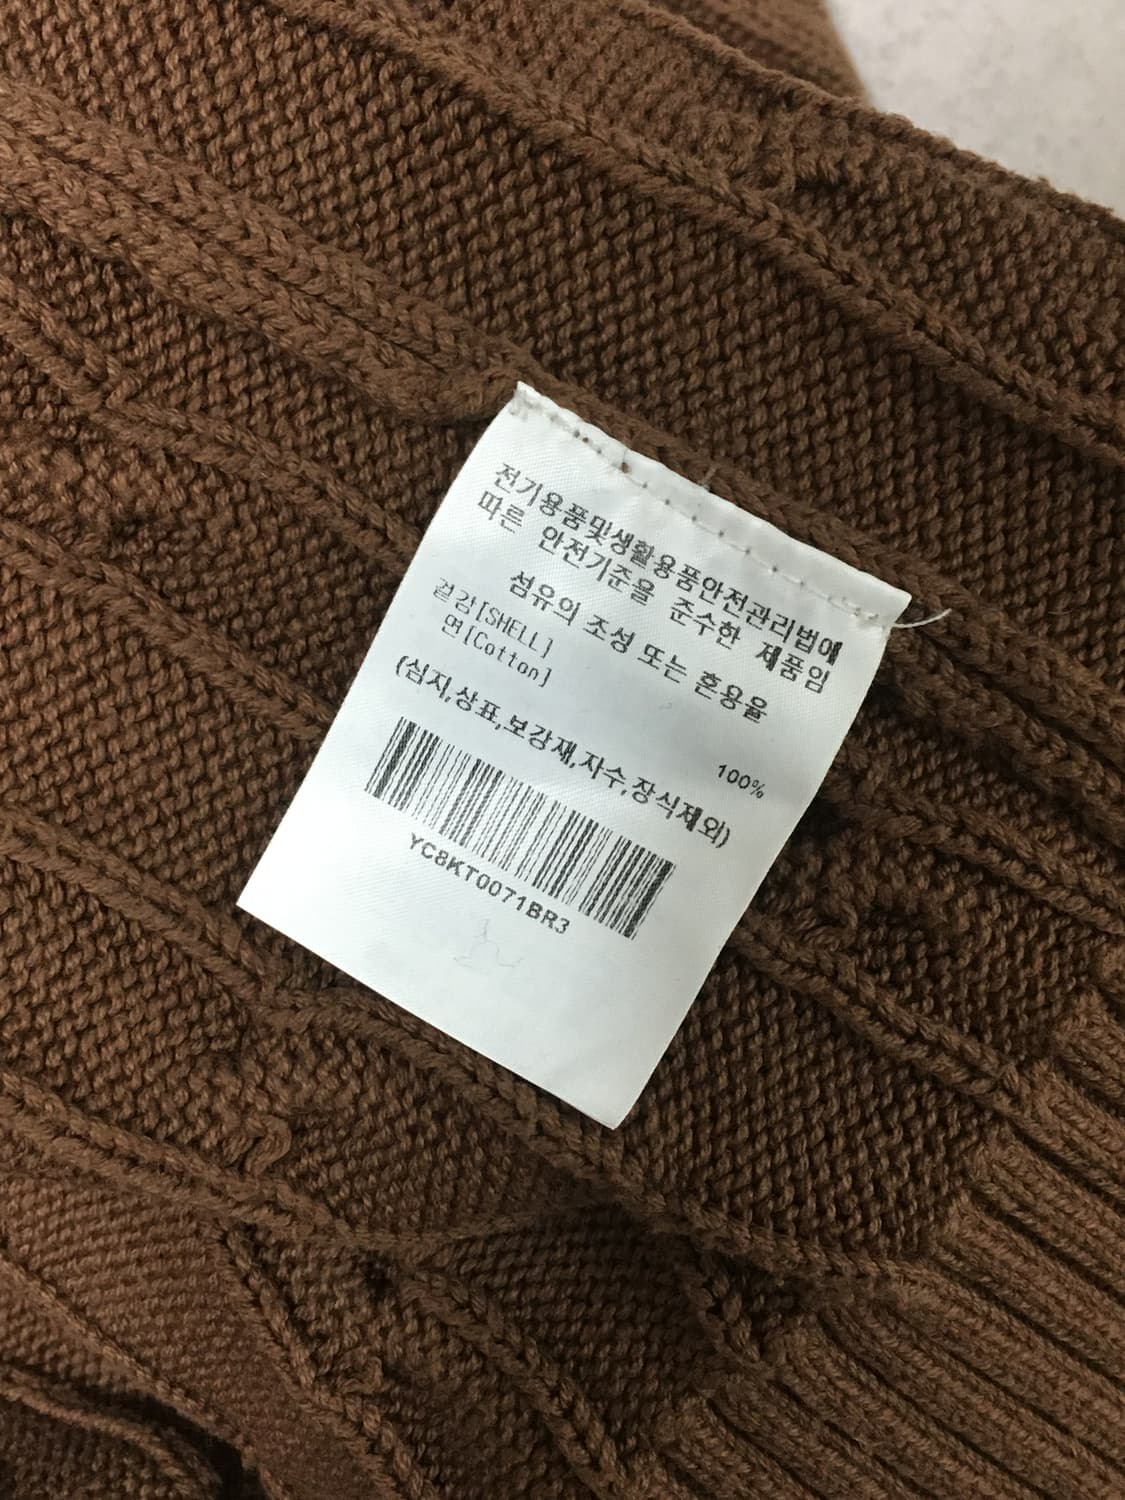 전기용품및생활용품안전관리법에
따른 안전기준을 준수한 제품임
섬유의 조성 또는 혼용율
겉감[SHELL]
면[Cotton]
100%
(심지,상표,보강재,자수,장식제외)
YC8KT0071BR3